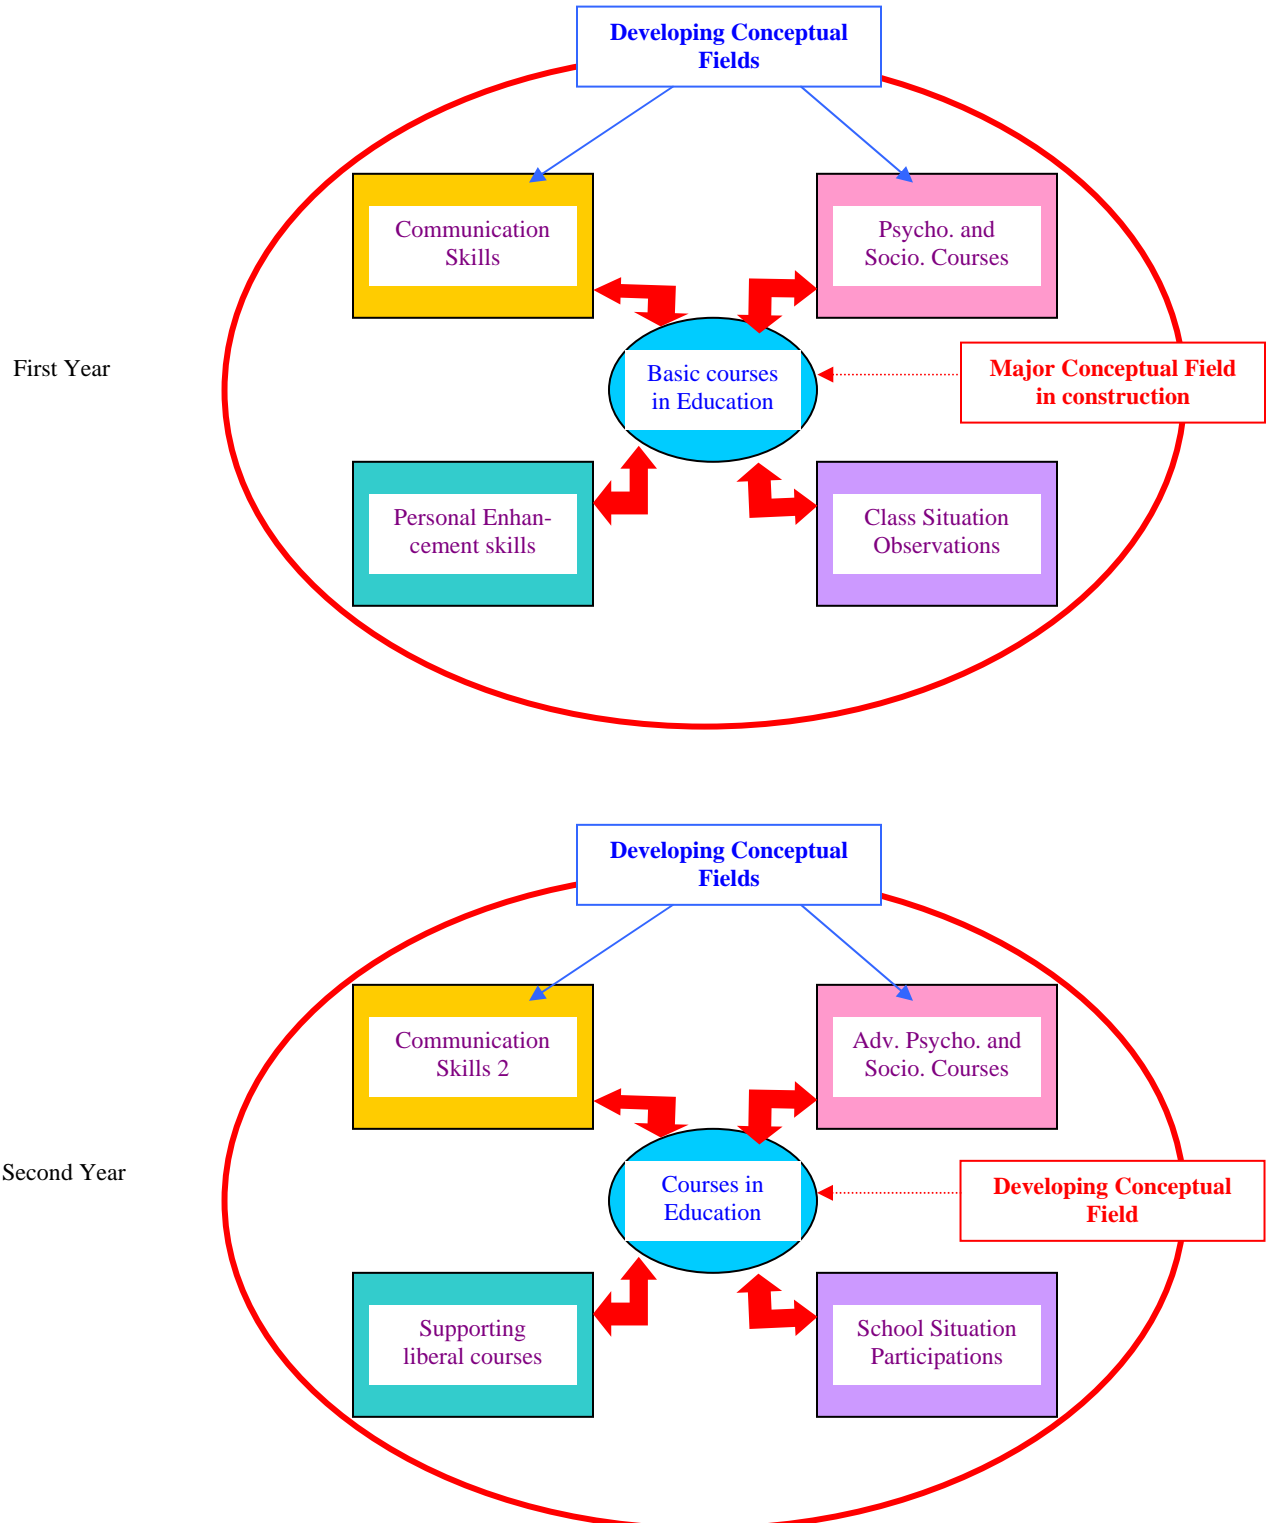 Developing Conceptual
Fields
Communication
Skills
Psycho. and
Socio. Courses
First Year
Basic courses
in Education
Major Conceptual Field
in construction
Personal Enhan-
cement skills
Class Situation
Observations
Developing Conceptual
Fields
Communication
Skills 2
Adv. Psycho. and
Socio. Courses
Second Year
Courses in
Education
Developing Conceptual
Field
Supporting
liberal courses
School Situation
Participations